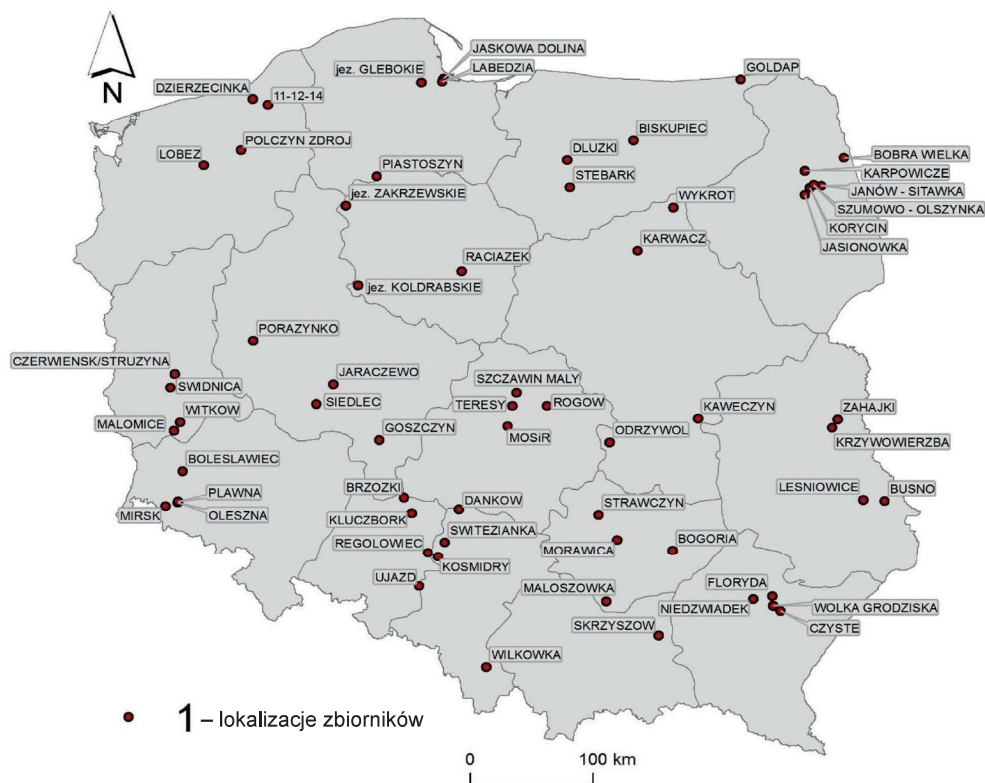 JASKOWA DOLINA
jez. GLEBOKIE
LABEDZIA
GOLDAP
N
DZIERZECINKA
11-12-14
BISKUPIEC
POLCZYN ZDROJ
DLUZKI
LOBEZ
BOBRA WIELKA
PIASTOSZYN
KARPOWICZE
STEBARK
JANÓW - SITAWKA
jez. ZAKRZEWSKIE
WYKROT
SZUMOWO - OLSZYNKA
KORYCIN
KARWACZ
JASIONOWKA
RACIAZEK
jez. KOLDRABSKIE
PORAZYNKO
CZERWIENSK/STRUZYNA
JARACZEWO
SZCZAWIN MALY
SWIDNICA
SIEDLEC
TERESY
ROGOW
KAWECZYN
ZAHAJKI
WITKOW
MALOMICE
GOSZCZYN
MOSiR
ODRZYWOL
KRZYWOWIERZBA
BOLESLAWIEC
BRZOZKI
LESNIOWICE
BUSNO
PLAWNA
DANKOW
STRAWCZYN
MIRSK
OLESZNA
KLUCZBORK
SWITEZIANKA
REGOLOWIEC
MORAWICA
BOGORIA
KOSMIDRY
UJAZD
FLORYDA
MALOSZOWKA
NIEDZWIADEK
WOLKA GRODZISKA
SKRZYSZOW
CZYSTE
WILKOWKA
1 – lokalizacje zbiorników
0 100 km